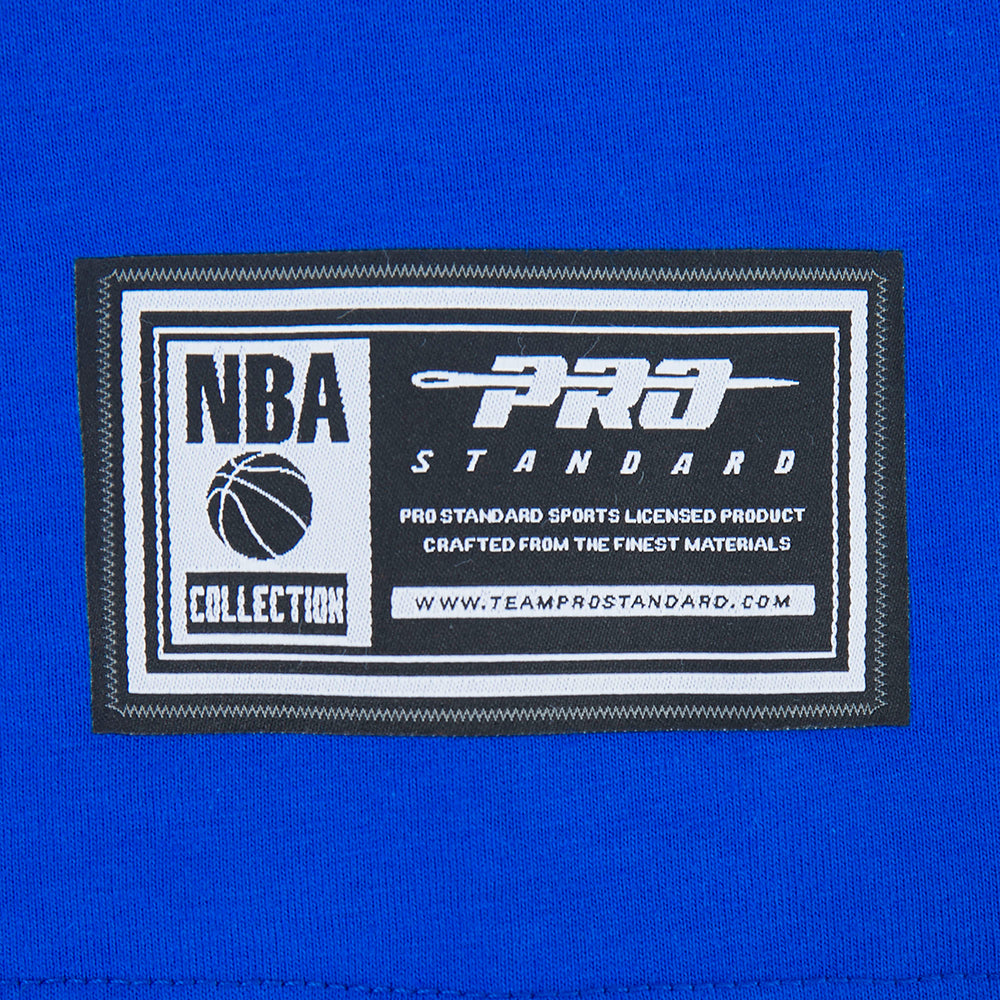 NBA
COLLECTION
PRO
STANDARD
PRO STANDARD SPORTS LICENSED PRODUCT
CRAFTED FROM THE FINEST MATERIALS
WWW.TEAMPROSTANDARD.COM